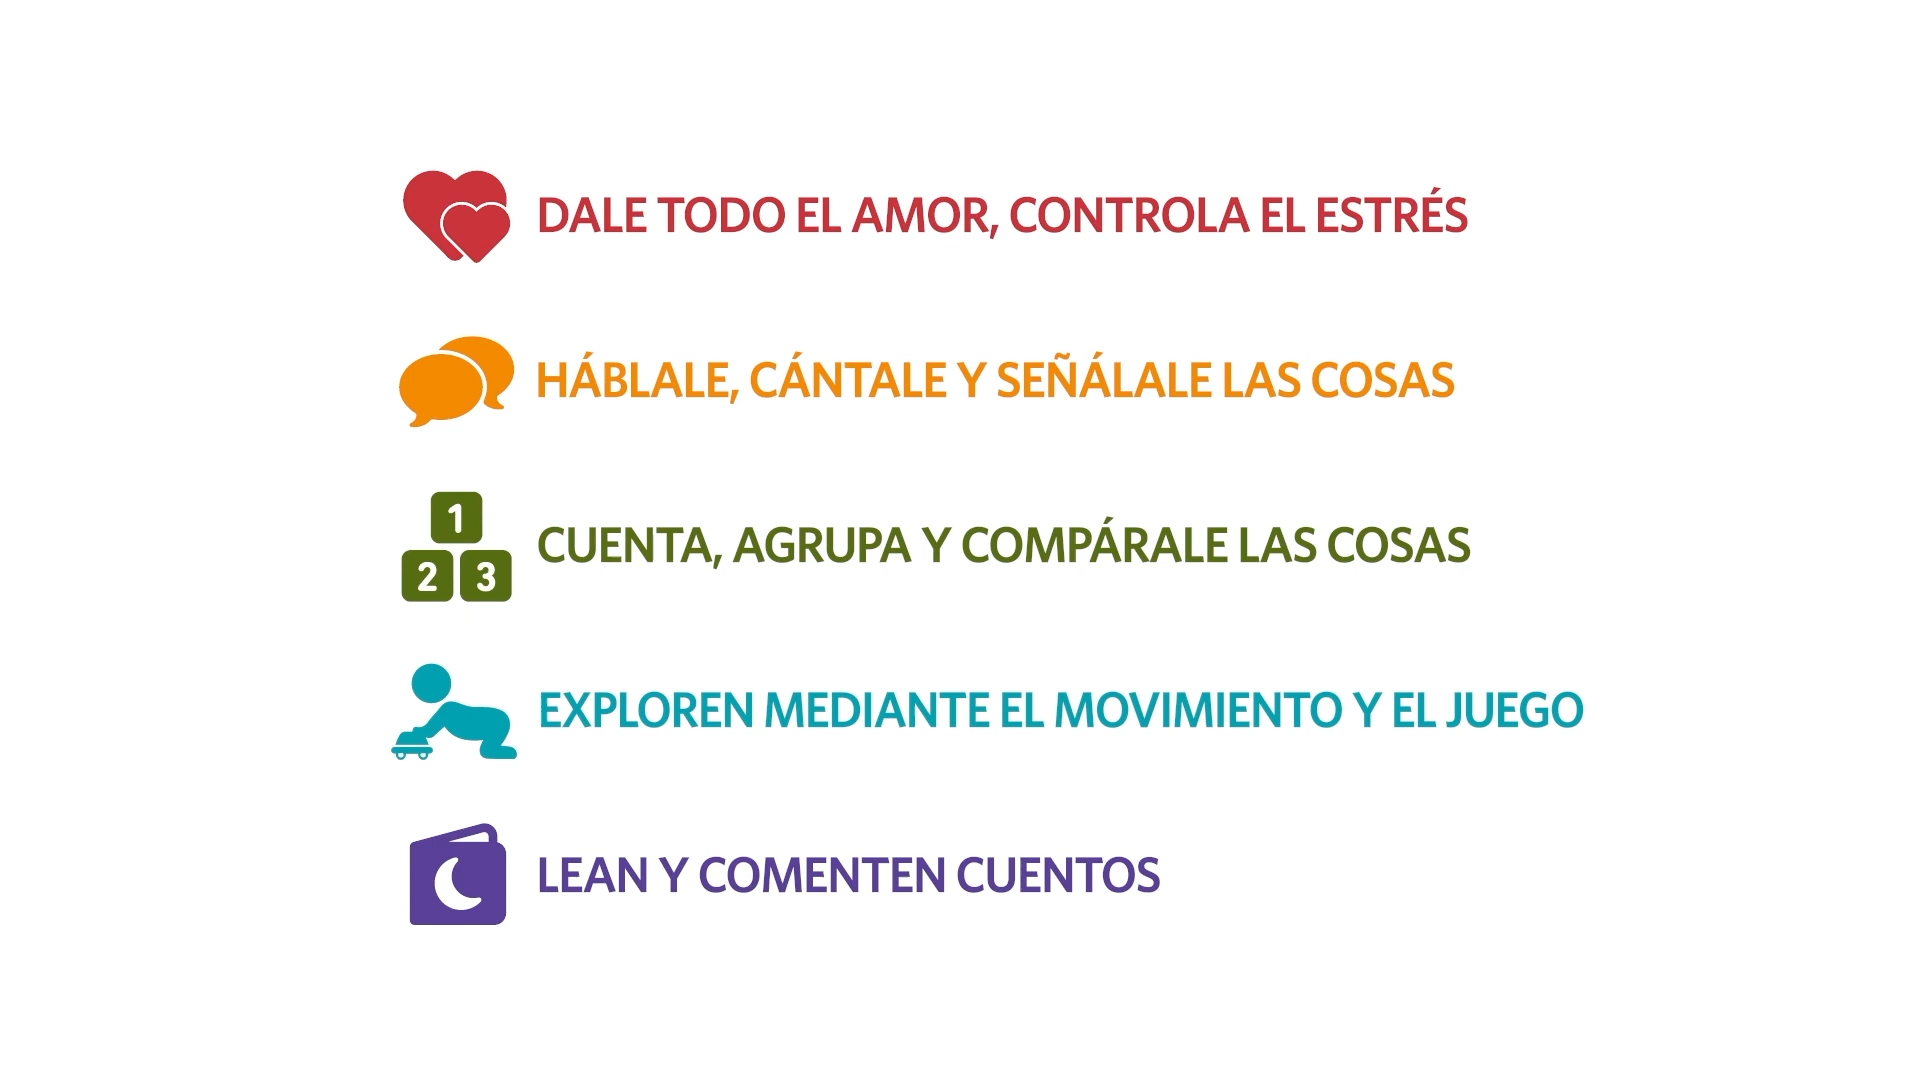 DALE TODO EL AMOR, CONTROLA EL ESTRÉS
HÁBLALE, CÁNTALE Y SEÑÁLALE LAS COSAS
1
2 3
CUENTA, AGRUPA Y COMPÁRALE LAS COSAS
EXPLOREN MEDIANTE EL MOVIMIENTO Y EL JUEGO
LEAN Y COMENTEN CUENTOS